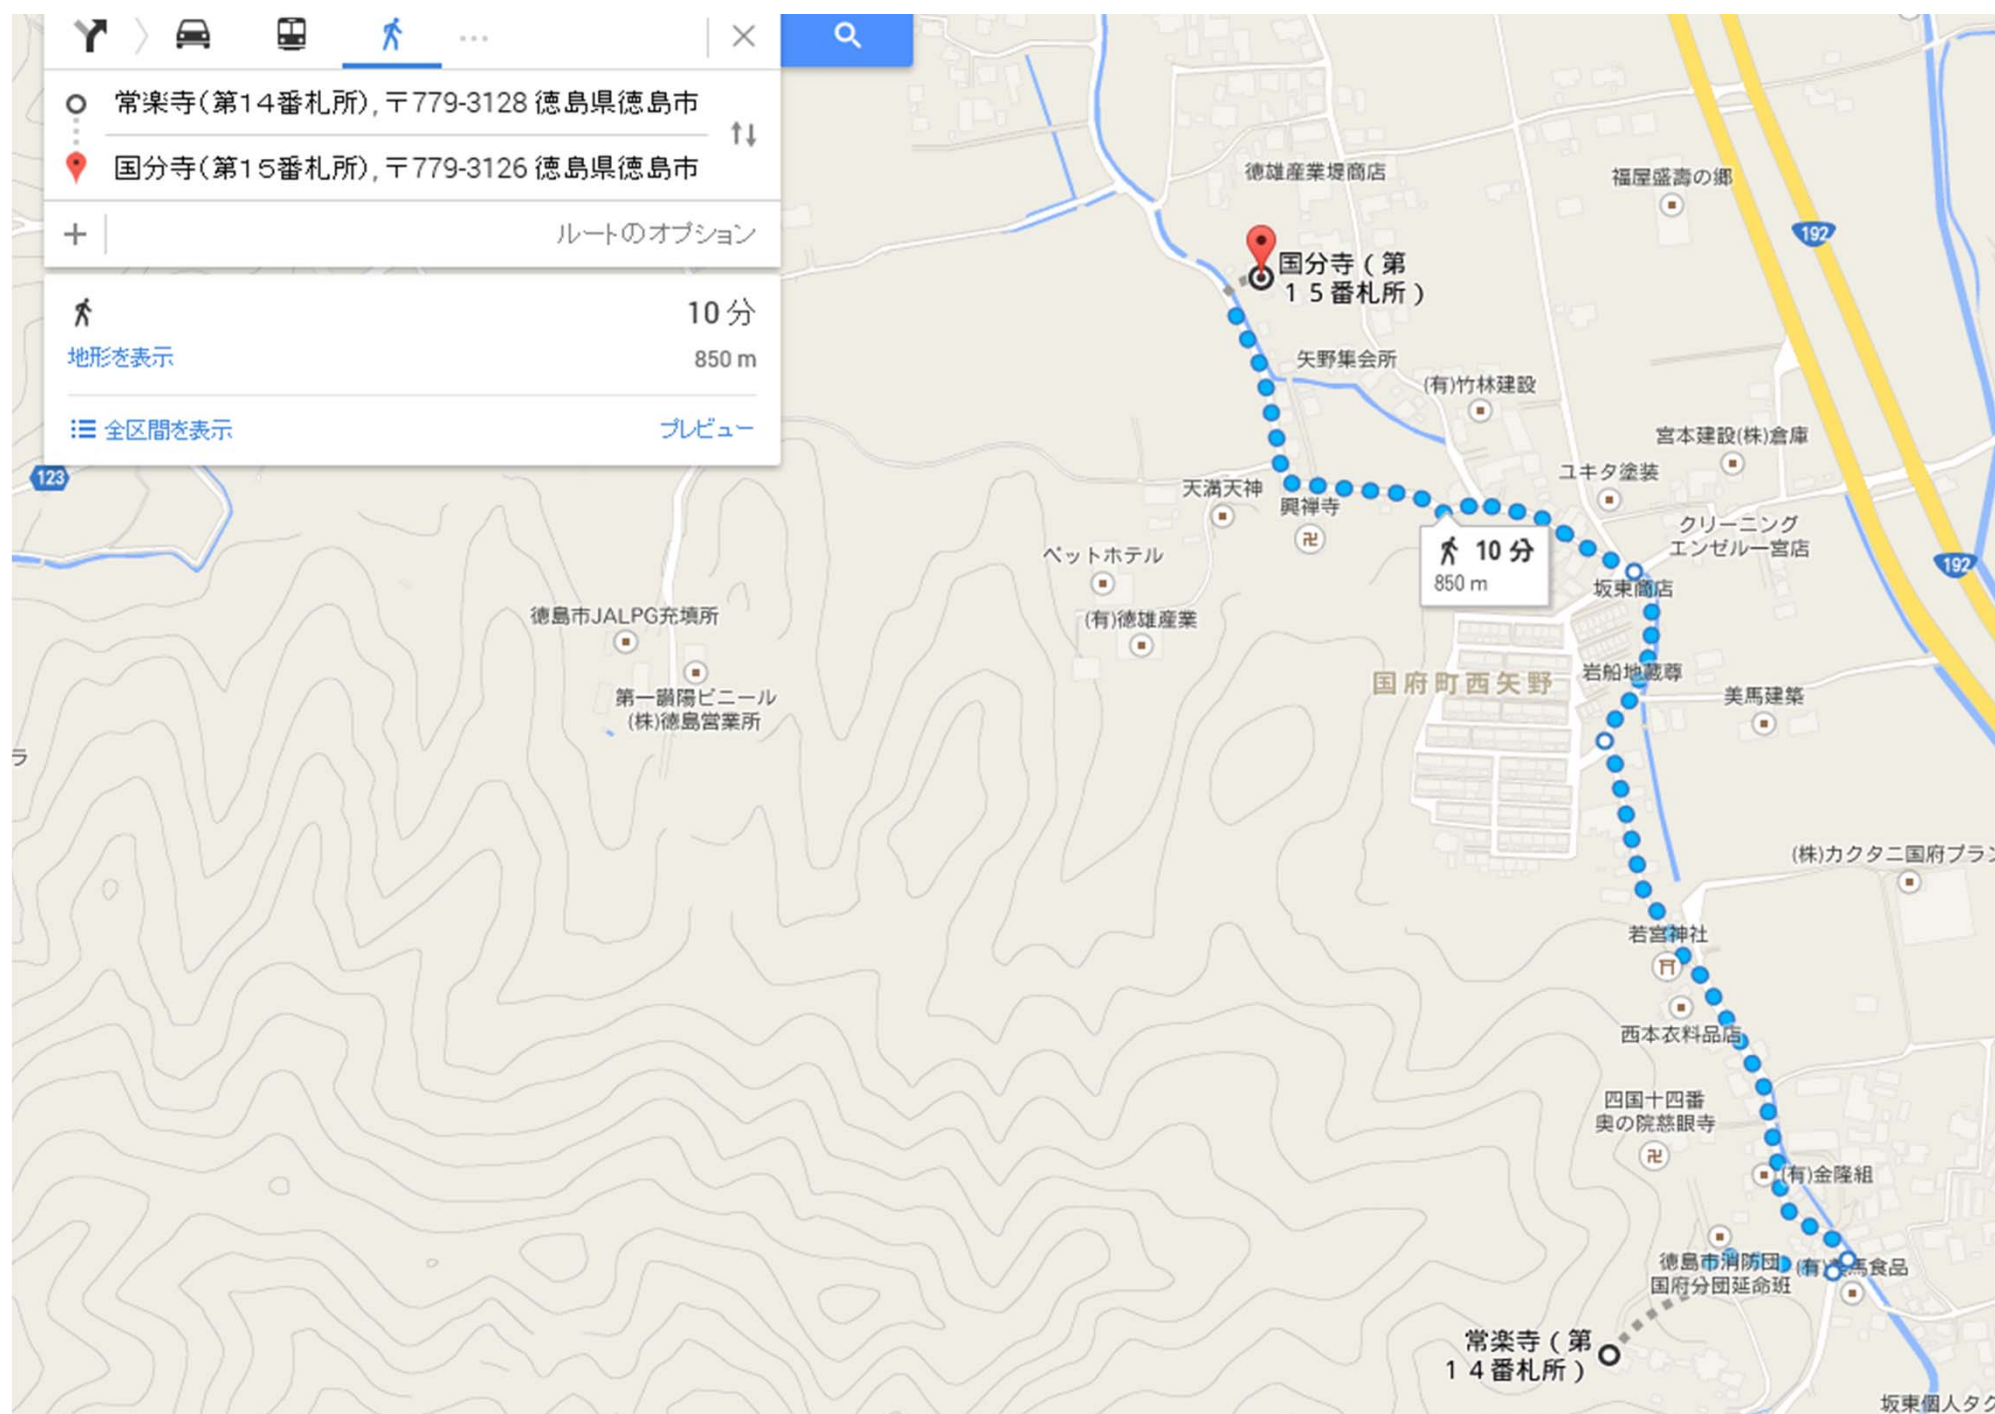 常楽寺(第14番札所), 〒779-3128 徳島県徳島市
国分寺(第15番札所), 〒779-3126 徳島県徳島市
ルートのオプション
10 分
地形を表示
850 m
全区間を表示
プレビュー
192
徳雄産業堤商店
福屋盛壽の郷
国分寺(第
15番札所)
矢野集会所
(有)竹林建設
宮本建設(株)倉庫
ユキタ塗装
123
天満天神
興禅寺
クリーニング
エンゼル一宮店
ペットホテル
10 分
850 m
192
坂東商店
徳島市JALPG充填所
(有)徳雄産業
岩船地蔵尊
国府町西矢野
美馬建築
第一讃陽ビニール
(株)徳島営業所
ラ
(株)カクタニ国府プラン
若宮神社
西本衣料品店
四国十四番
奥の院慈眼寺
(有)金隆組
徳島市消防団
国府分団延命班
(有)美馬食品
常楽寺(第
14番札所)
坂東個人タク